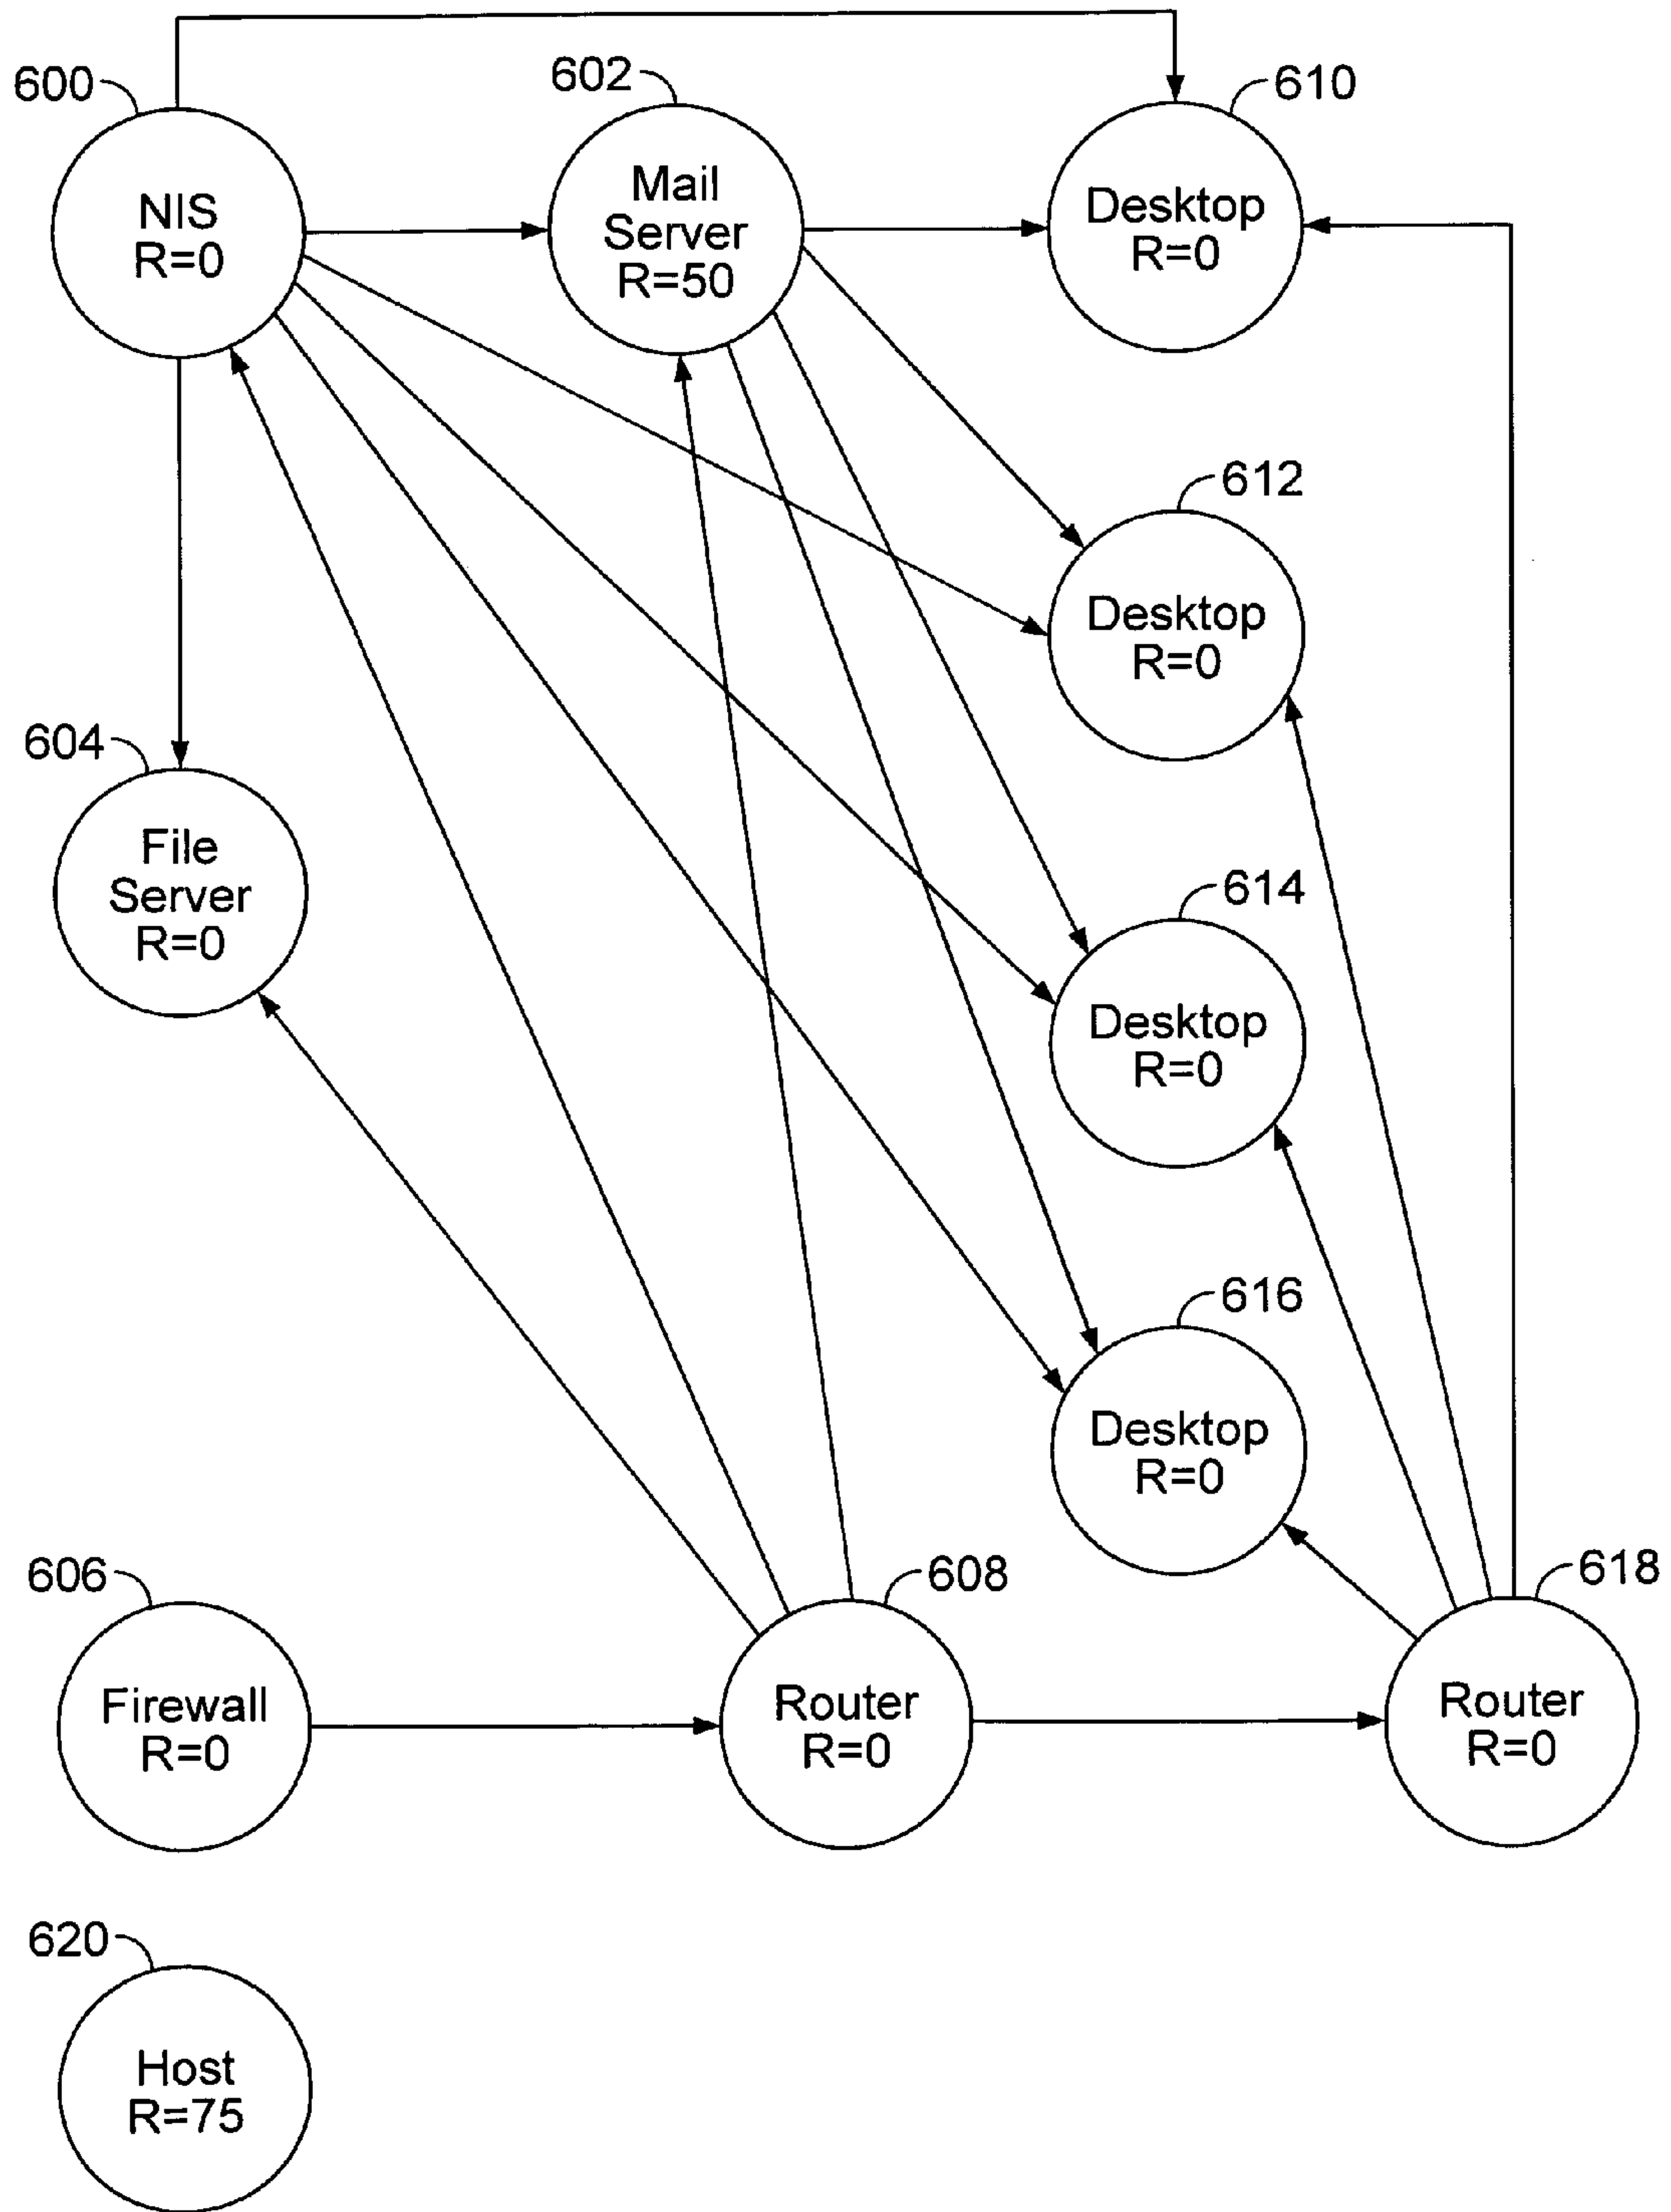 600
NIS
R=0
602
Mail
Server
R=50
610
Desktop
R=0
612
Desktop
R=0
604
File
Server
R=0
614
Desktop
R=0
616
Desktop
R=0
606
Firewall
R=0
608
Router
R=0
618
Router
R=0
620
Host
R=75